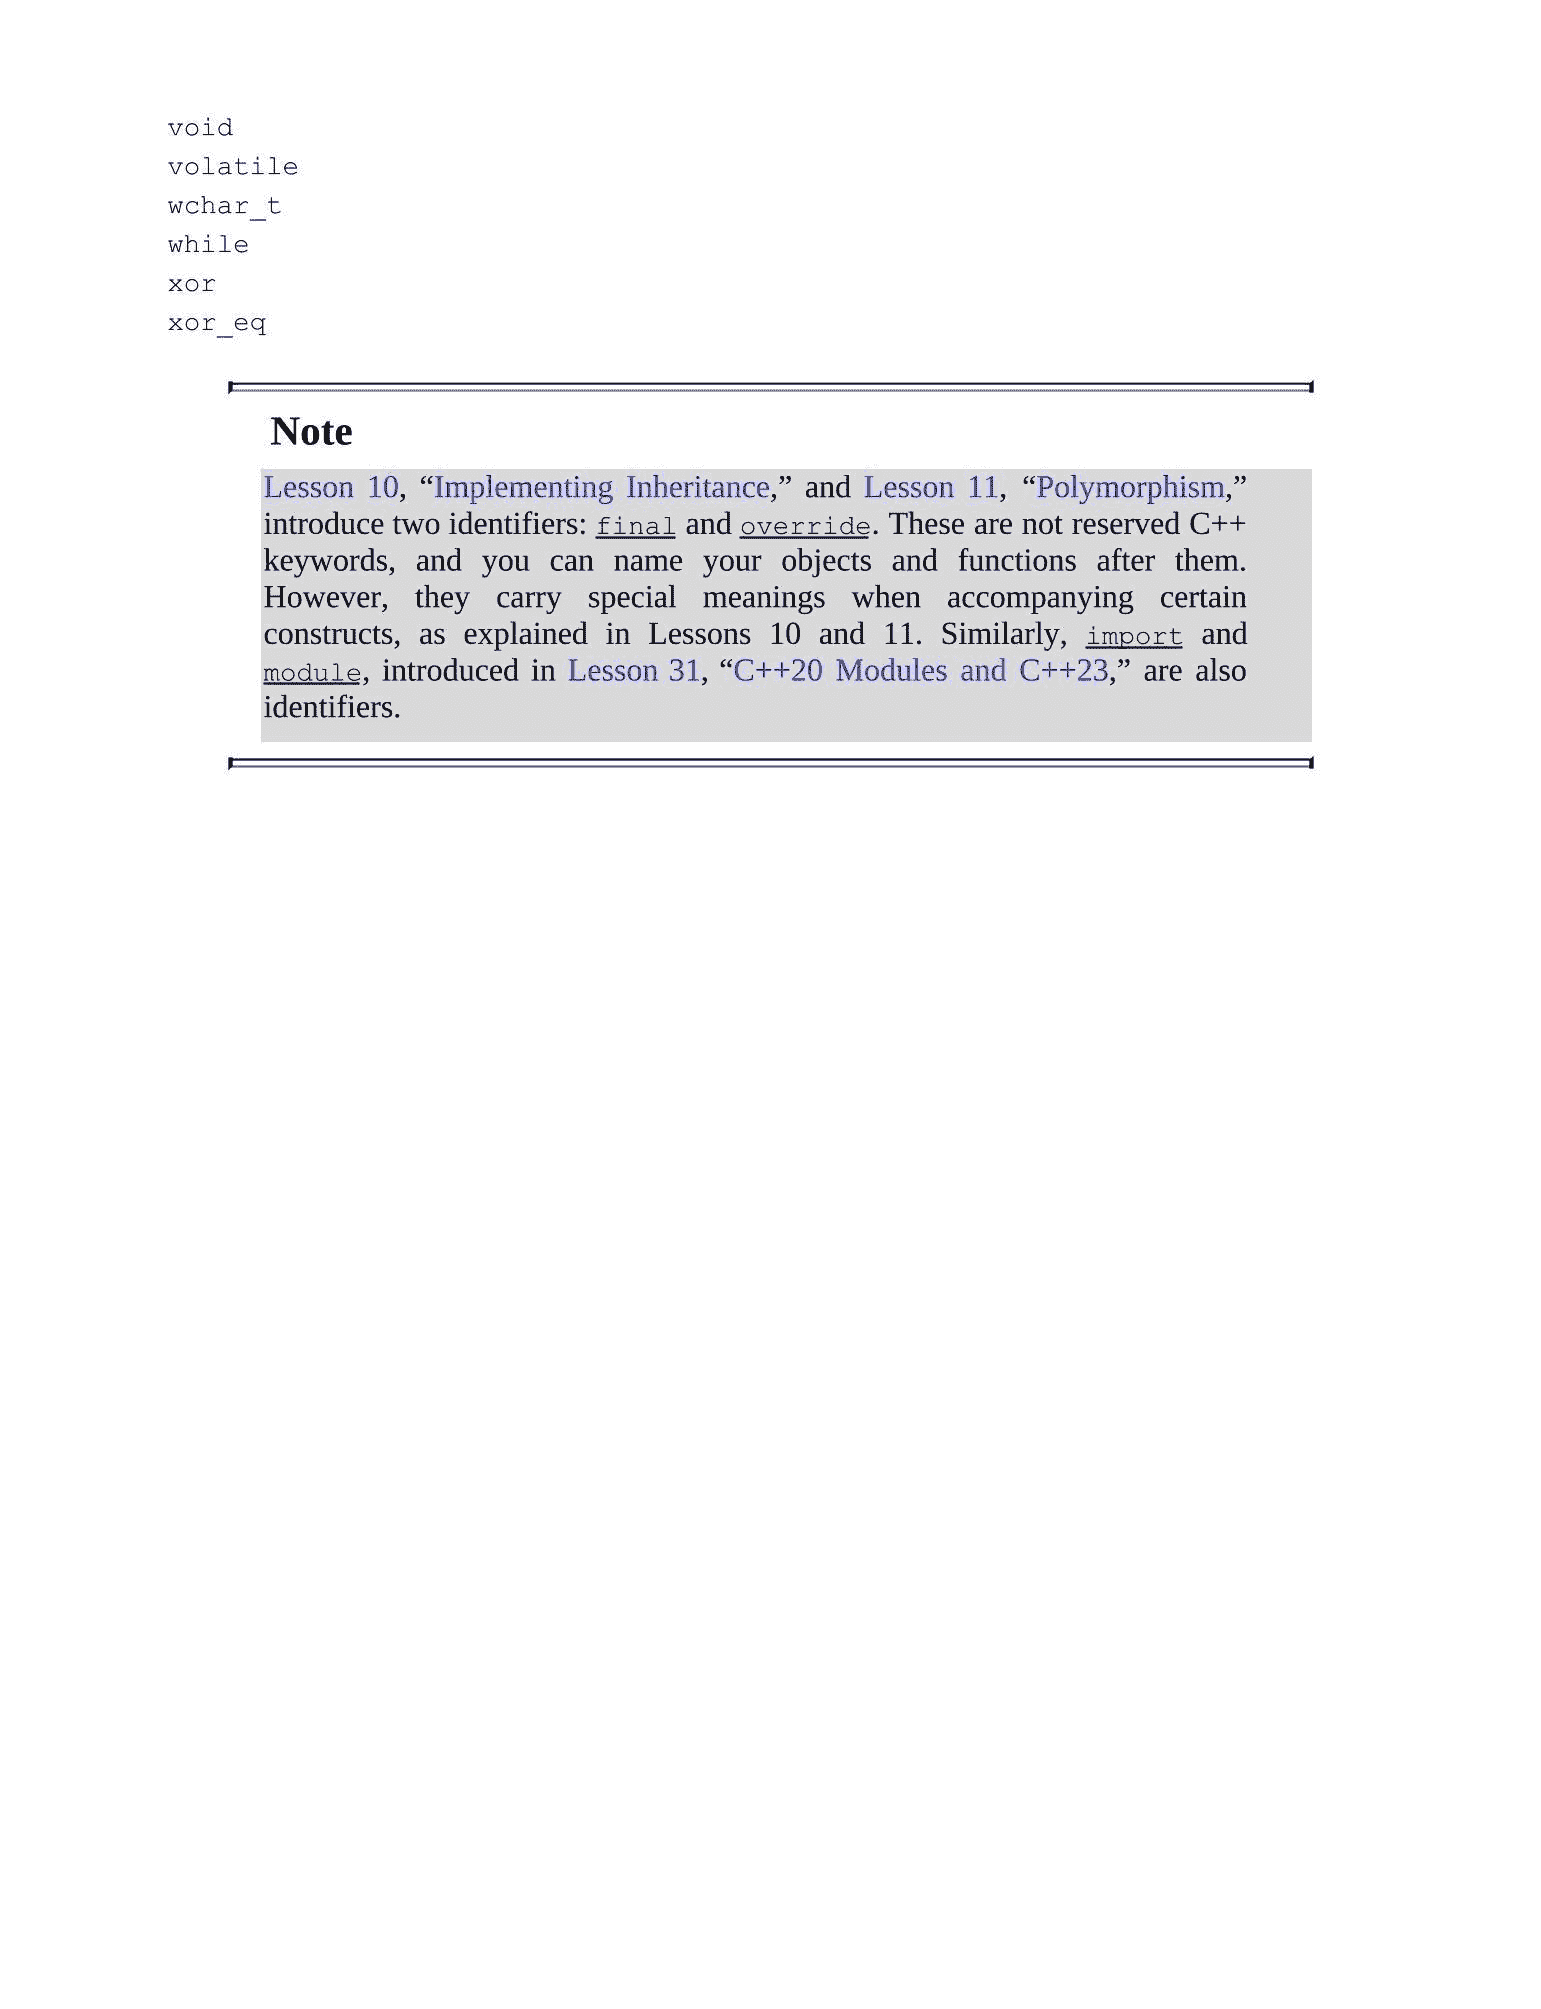 void
volatile
wchar_t
while
xor
xor_eq
Note
Lesson 10, “Implementing Inheritance,” and Lesson 11, “Polymorphism,”
introduce two identifiers: final and override. These are not reserved C++
keywords, and you can name your objects and functions after them.
However, they carry special meanings when accompanying certain
constructs, as explained in Lessons 10 and 11. Similarly, import and
module, introduced in Lesson 31, “C++20 Modules and C++23,” are also
identifiers.